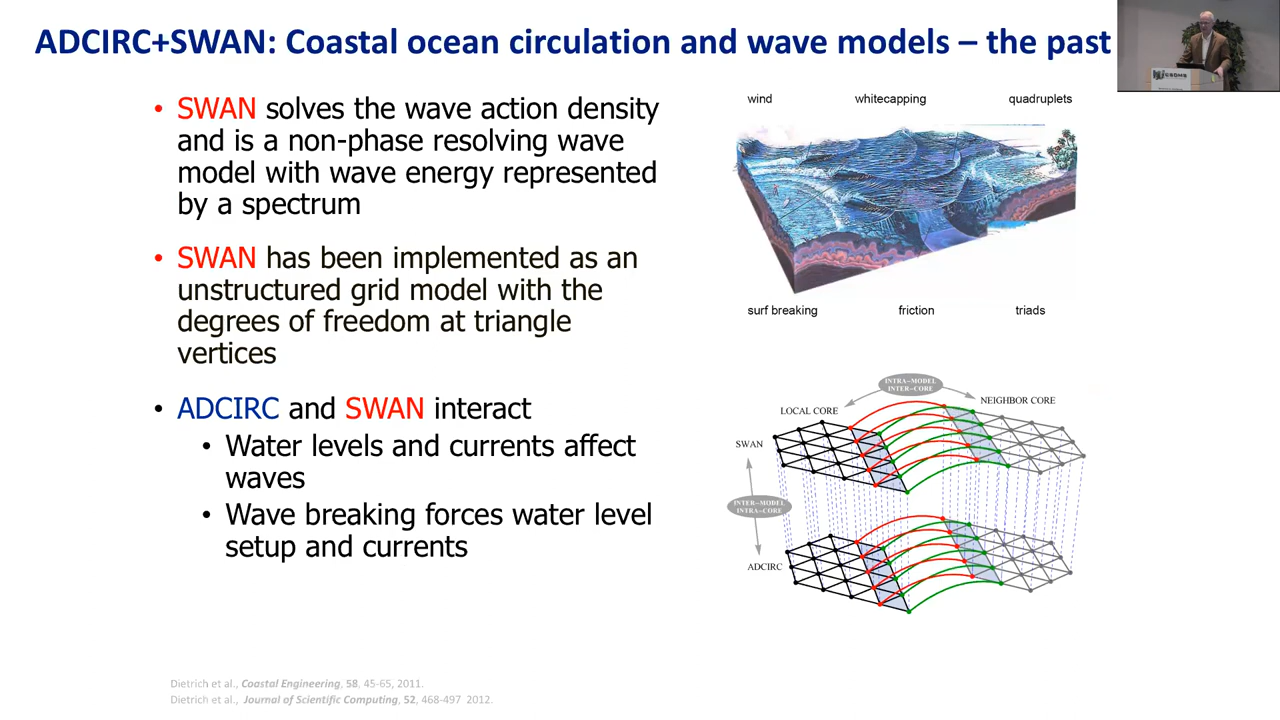 ADCIRC+SWAN: Coastal ocean circulation and wave models – the past
CSDMS
• SWAN solves the wave action density
and is a non-phase resolving wave
model with wave energy represented
by a spectrum
• SWAN has been implemented as an
unstructured grid model with the
degrees of freedom at triangle
vertices
• ADCIRC and SWAN interact
• Water levels and currents affect
waves
• Wave breaking forces water level
setup and currents
wind whitecapping quadruplets
surf breaking friction triads
INTRA-MODEL
INTER-CORE
LOCAL CORE
NEIGHBOR CORE
SWAN
INTER-MODEL
INTRA-CORE
ADCIRC
Dietrich et al., Coastal Engineering, 58, 45-65, 2011.
Dietrich et al., Journal of Scientific Computing, 52, 468-497 2012.